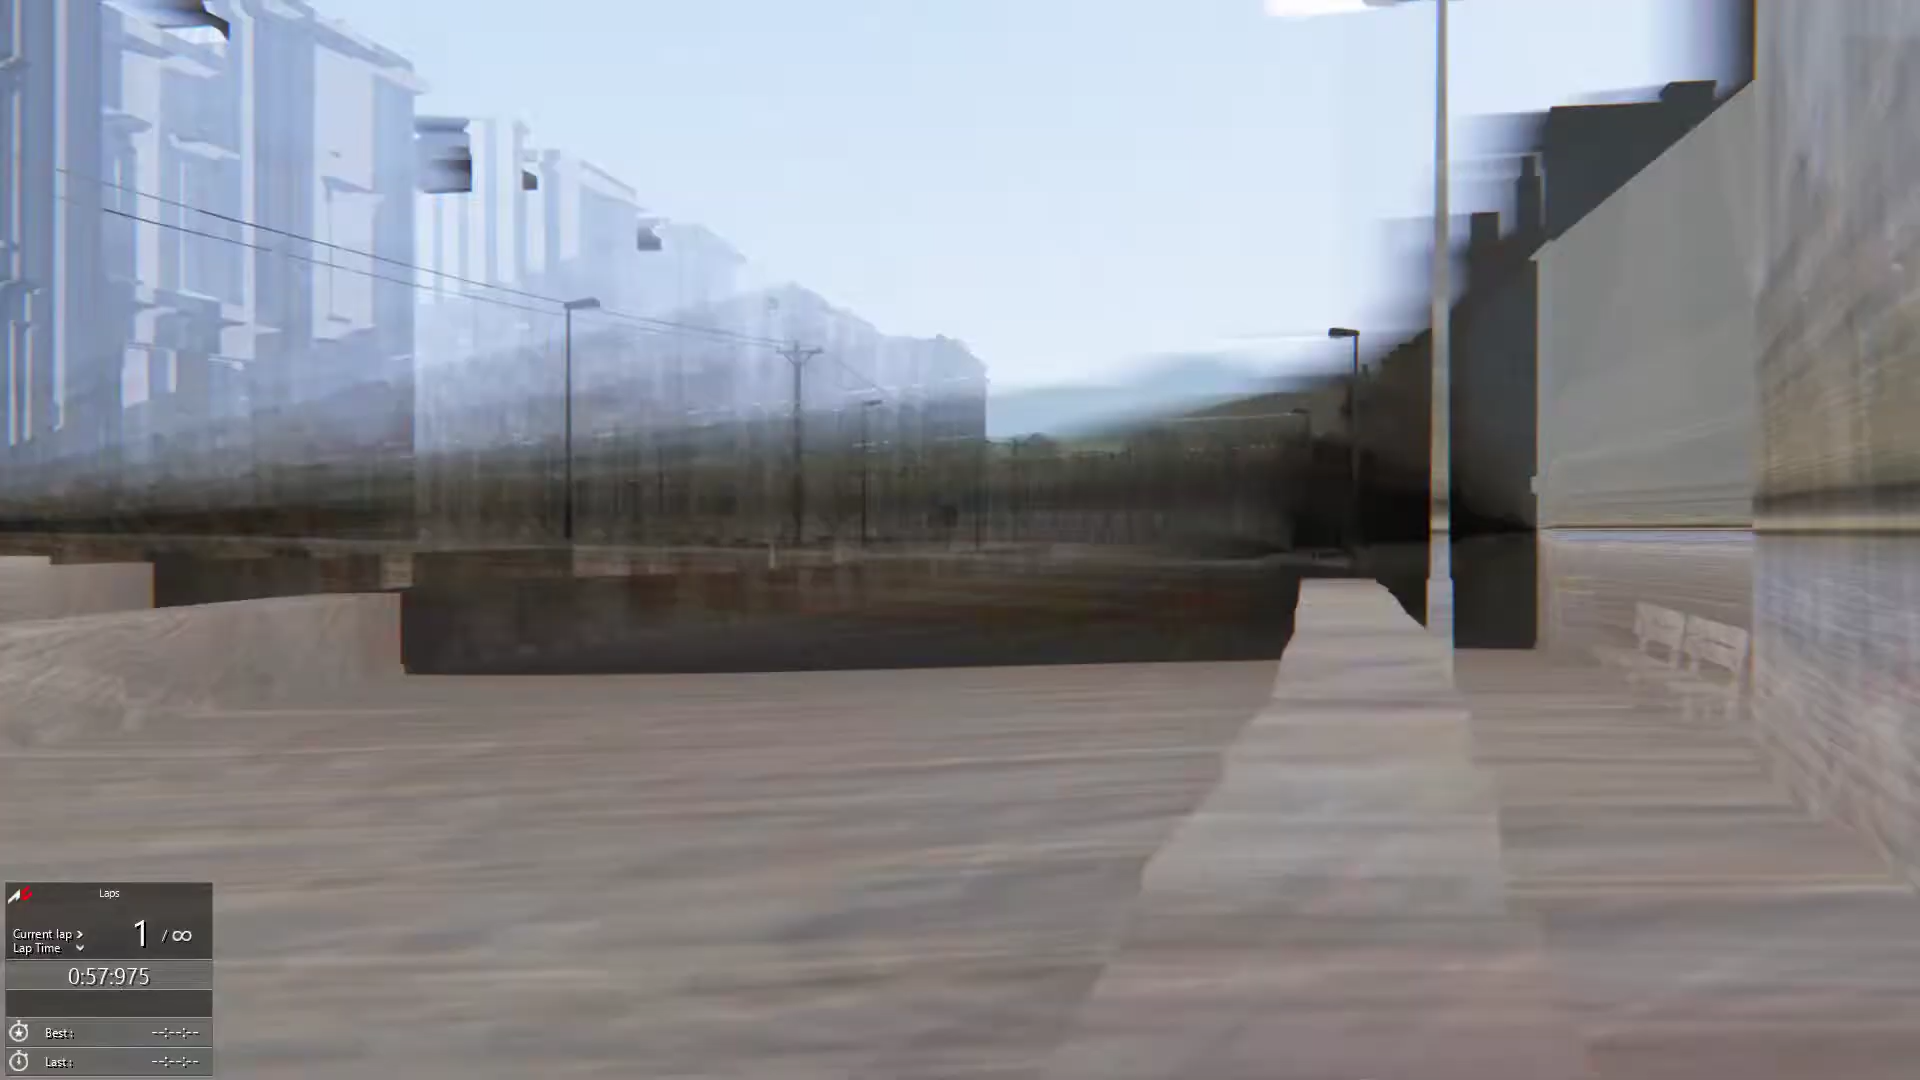 Laps
Current lap > 1 / ∞
Lap Time
0:57:975
Best: --:--:--
Last: --:--:--